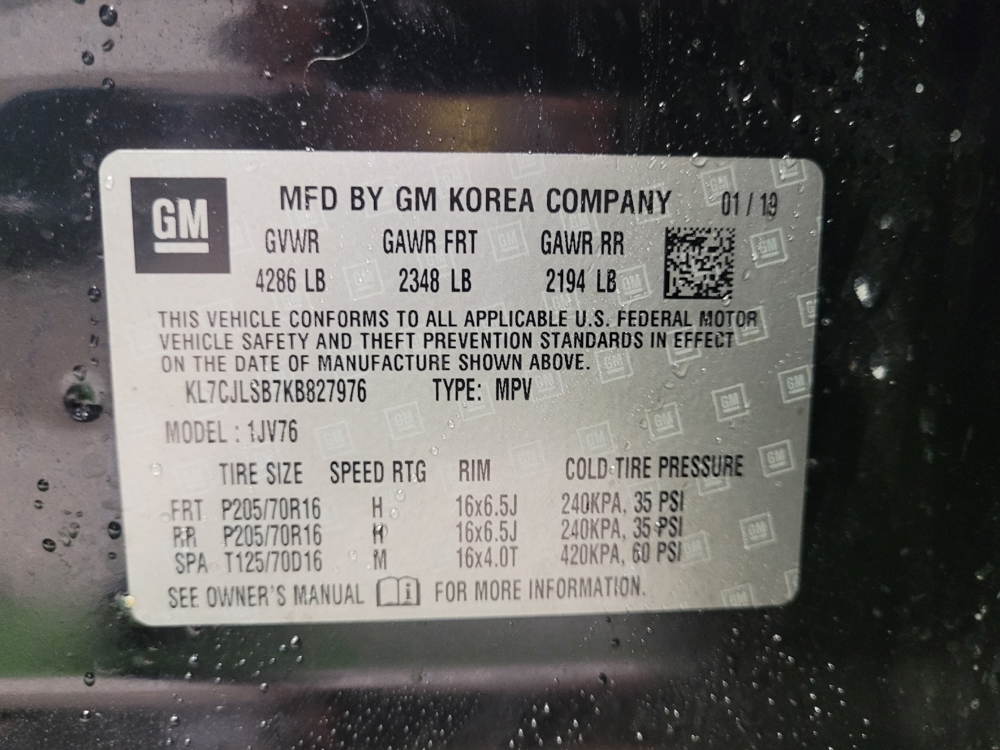 GM
MFD BY GM KOREA COMPANY 01 / 19
GVWR GAWR FRT GAWR RR
4286 LB 2348 LB 2194 LB
THIS VEHICLE CONFORMS TO ALL APPLICABLE U.S. FEDERAL MOTOR
VEHICLE SAFETY AND THEFT PREVENTION STANDARDS IN EFFECT
ON THE DATE OF MANUFACTURE SHOWN ABOVE.
KL7CJLSB7KB827976 TYPE: MPV
MODEL : 1JV76
TIRE SIZE SPEED RTG RIM COLD TIRE PRESSURE
FRT P205/70R16 H 16x6.5J 240KPA, 35 PSI
RR P205/70R16 H 16x6.5J 240KPA, 35 PSI
SPA T125/70D16 M 16x4.0T 420KPA, 60 PSI
SEE OWNER'S MANUAL i FOR MORE INFORMATION.